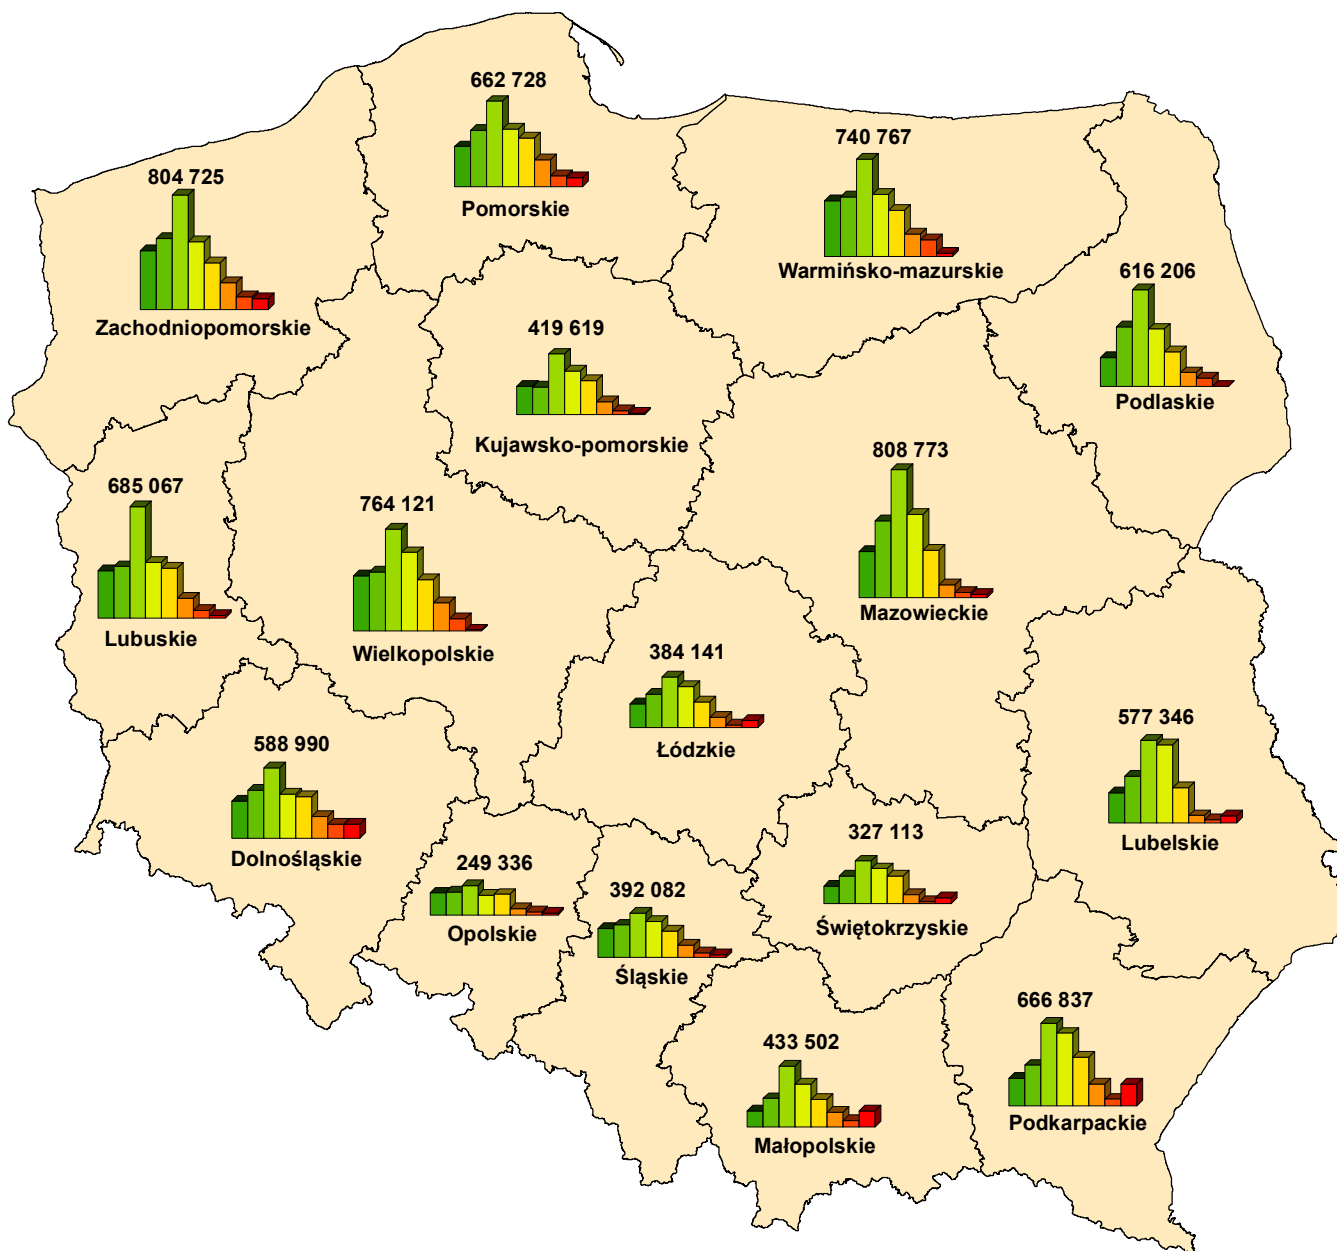 662 728
Pomorskie
740 767
Warmińsko-mazurskie
804 725
Zachodniopomorskie
616 206
Podlaskie
419 619
Kujawsko-pomorskie
808 773
Mazowieckie
685 067
Lubuskie
764 121
Wielkopolskie
384 141
Łódzkie
577 346
Lubelskie
588 990
Dolnośląskie
327 113
Świętokrzyskie
249 336
Opolskie
392 082
Śląskie
666 837
Podkarpackie
433 502
Małopolskie